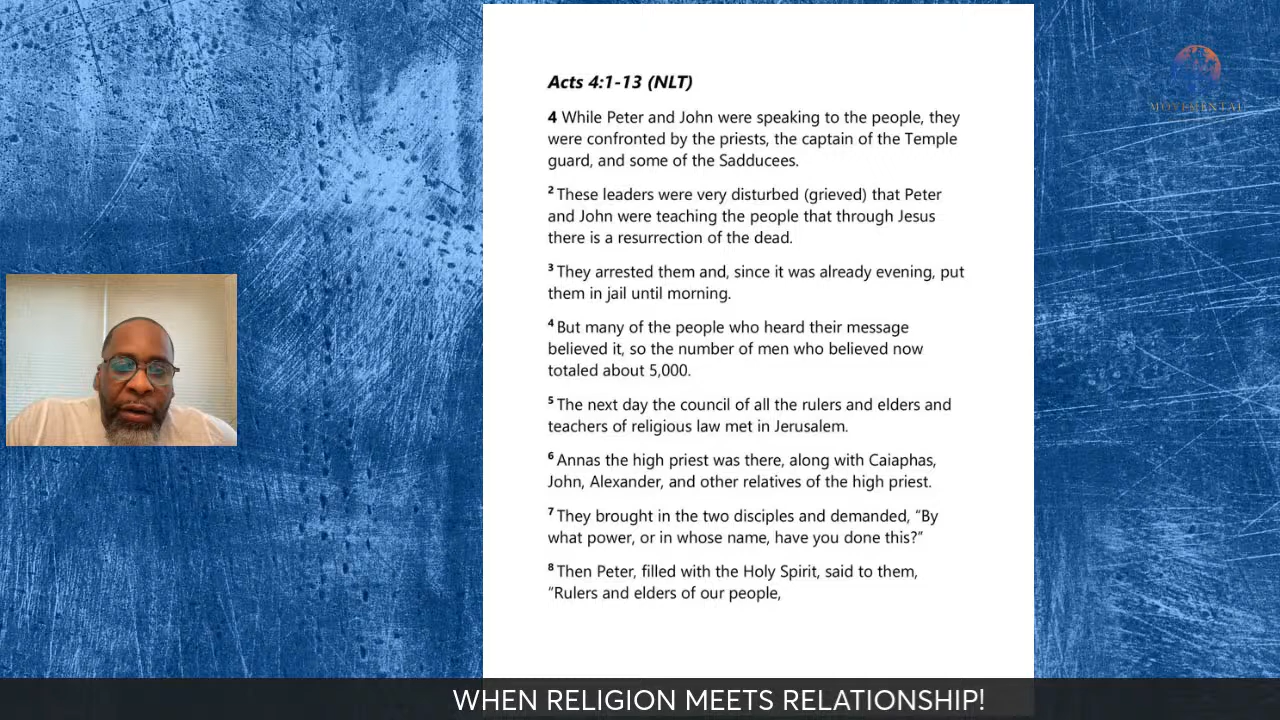 MOVEMENTAL
Acts 4:1-13 (NLT)
4 While Peter and John were speaking to the people, they
were confronted by the priests, the captain of the Temple
guard, and some of the Sadducees.
2 These leaders were very disturbed (grieved) that Peter
and John were teaching the people that through Jesus
there is a resurrection of the dead.
3 They arrested them and, since it was already evening, put
them in jail until morning.
4 But many of the people who heard their message
believed it, so the number of men who believed now
totaled about 5,000.
5 The next day the council of all the rulers and elders and
teachers of religious law met in Jerusalem.
6 Annas the high priest was there, along with Caiaphas,
John, Alexander, and other relatives of the high priest.
7 They brought in the two disciples and demanded, “By
what power, or in whose name, have you done this?”
8 Then Peter, filled with the Holy Spirit, said to them,
“Rulers and elders of our people,
WHEN RELIGION MEETS RELATIONSHIP!